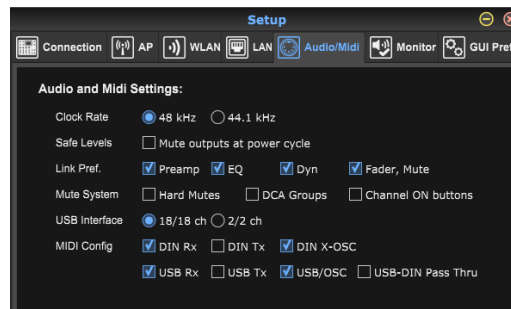 Setup
Connection AP WLAN LAN Audio/Midi Monitor GUI Pref
Audio and Midi Settings:
Clock Rate 48 kHz 44.1 kHz
Safe Levels Mute outputs at power cycle
Link Pref. Preamp EQ Dyn Fader, Mute
Mute System Hard Mutes DCA Groups Channel ON buttons
USB Interface 18/18 ch 2/2 ch
MIDI Config DIN Rx DIN Tx DIN X-OSC
USB Rx USB Tx USB/OSC USB-DIN Pass Thru